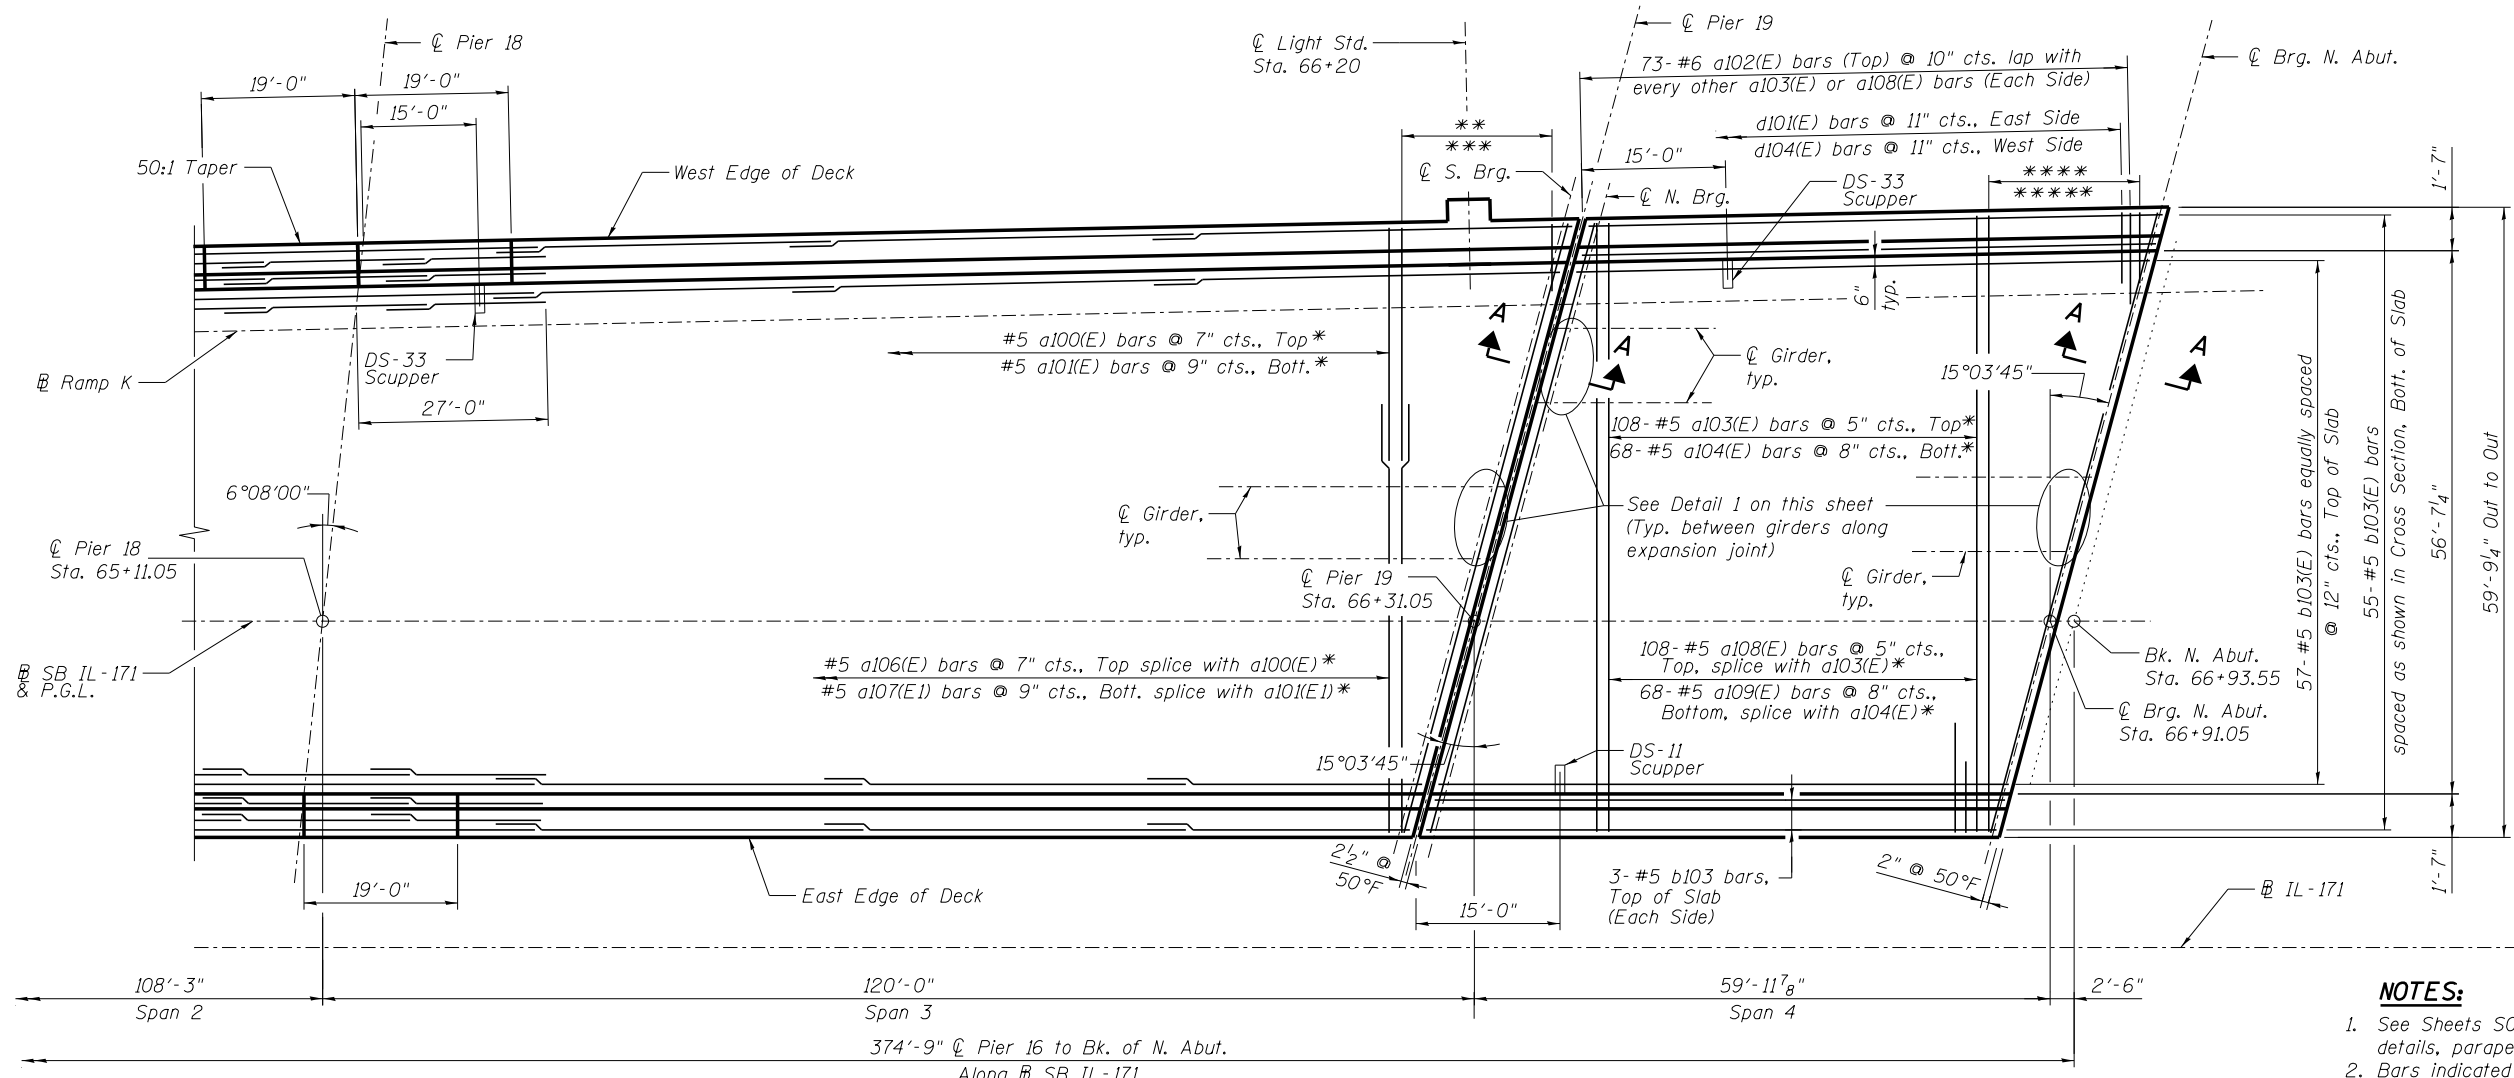 ℄ Pier 18
19'-0"
19'-0"
15'-0"
50:1 Taper
West Edge of Deck
℄ Light Std.
Sta. 66+20
℄ Pier 19
73-#6 a102(E) bars (Top) @ 10" cts. lap with
every other a103(E) or a108(E) bars (Each Side)
℄ Brg. N. Abut.
d101(E) bars @ 11" cts., East Side
d104(E) bars @ 11" cts., West Side
**
***
℄ S. Brg.
15'-0"
℄ N. Brg.
DS-33
Scupper
****
*****
1'-7"
6"
typ.
A
A
A
A
#5 a100(E) bars @ 7" cts., Top*
#5 a101(E) bars @ 9" cts., Bott.*
℄ Girder,
typ.
15°03'45"
DS-33
Scupper
27'-0"
Ramp K
108-#5 a103(E) bars @ 5" cts., Top*
68-#5 a104(E) bars @ 8" cts., Bott.*
6°08'00"
℄ Girder,
typ.
See Detail 1 on this sheet
(Typ. between girders along
expansion joint)
℄ Pier 18
Sta. 65+11.05
℄ Pier 19
Sta. 66+31.05
℄ Girder,
typ.
57-#5 b103(E) bars equally spaced
@ 12" cts., Top of Slab
55-#5 b103(E) bars
spaced as shown in Cross Section, Bott. of Slab
56'-7¼"
59'-9¼" Out to Out
SB IL-171
& P.G.L.
#5 a106(E) bars @ 7" cts., Top splice with a100(E)*
#5 a107(E1) bars @ 9" cts., Bott. splice with a101(E1)*
108-#5 a108(E) bars @ 5" cts.,
Top, splice with a103(E)*
68-#5 a109(E) bars @ 8" cts.,
Bottom, splice with a104(E)*
Bk. N. Abut.
Sta. 66+93.55
℄ Brg. N. Abut.
Sta. 66+91.05
15°03'45"
DS-11
Scupper
2½" @
50°F
2" @ 50°F
3-#5 b103 bars,
Top of Slab
(Each Side)
1'-7"
19'-0"
East Edge of Deck
15'-0"
IL-171
108'-3"
Span 2
120'-0"
Span 3
59'-11⅞"
Span 4
2'-6"
374'-9" ℄ Pier 16 to Bk. of N. Abut.
Along SB IL-171
NOTES:
1. See Sheets
details,
2. Bars indicated